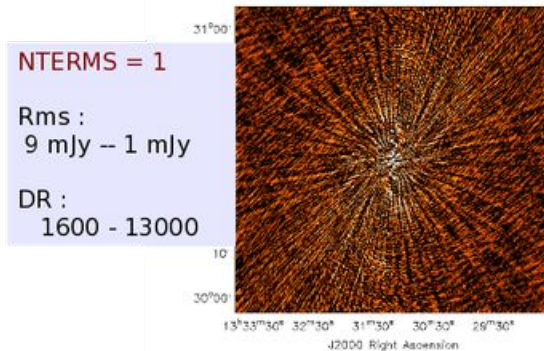 NTERMS = 1
Rms :
9 mJy -- 1 mJy
DR :
1600 - 13000
31°00'
10'
30°00'
13ʰ33ᵐ30ˢ 32ᵐ30ˢ 31ᵐ30ˢ 30ᵐ30ˢ 29ᵐ30ˢ
J2000 Right Ascension